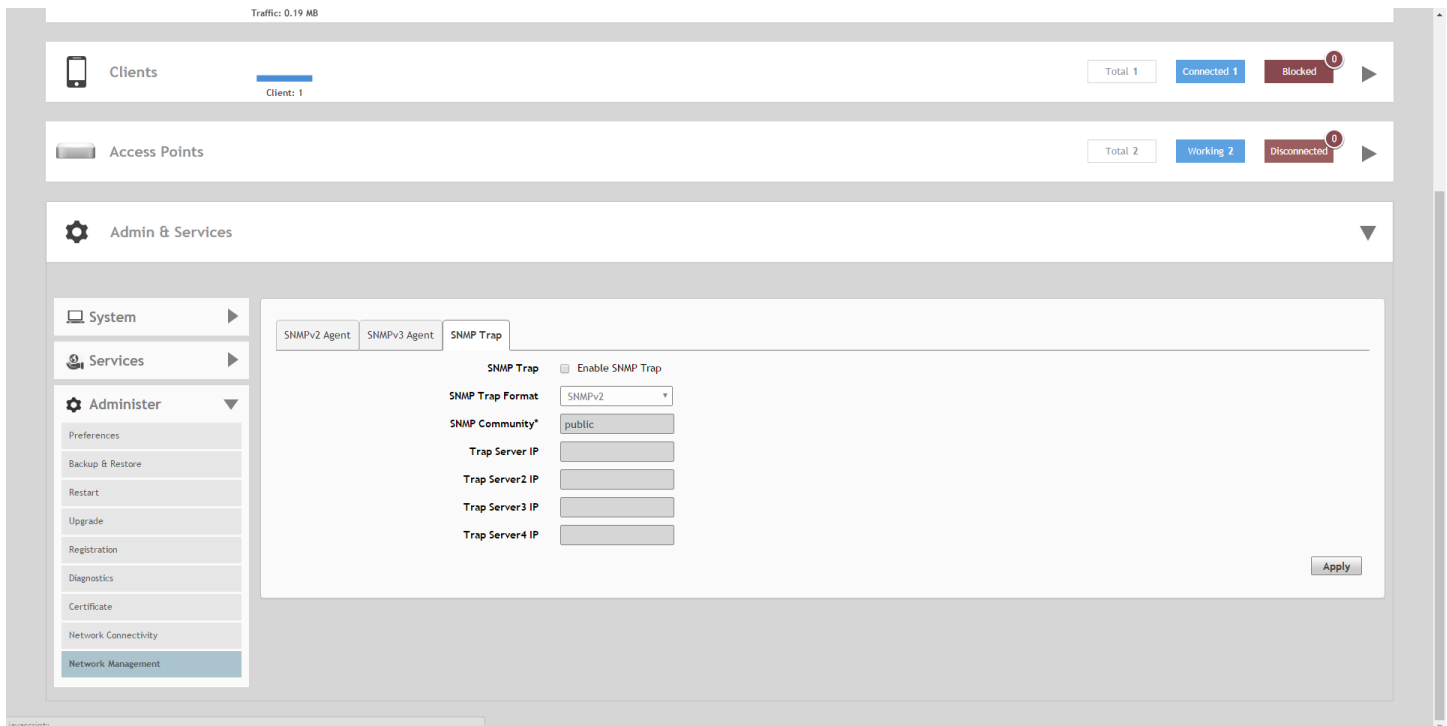 Traffic: 0.19 MB
Clients
Client: 1
Total 1
Connected 1
Blocked
0
Access Points
Total 2
Working 2
Disconnected
0
Admin & Services
System
Services
Administer
Preferences
Backup & Restore
Restart
Upgrade
Registration
Diagnostics
Certificate
Network Connectivity
Network Management
SNMPv2 Agent
SNMPv3 Agent
SNMP Trap
SNMP Trap
Enable SNMP Trap
SNMP Trap Format
SNMPv2
SNMP Community*
public
Trap Server IP
Trap Server2 IP
Trap Server3 IP
Trap Server4 IP
Apply